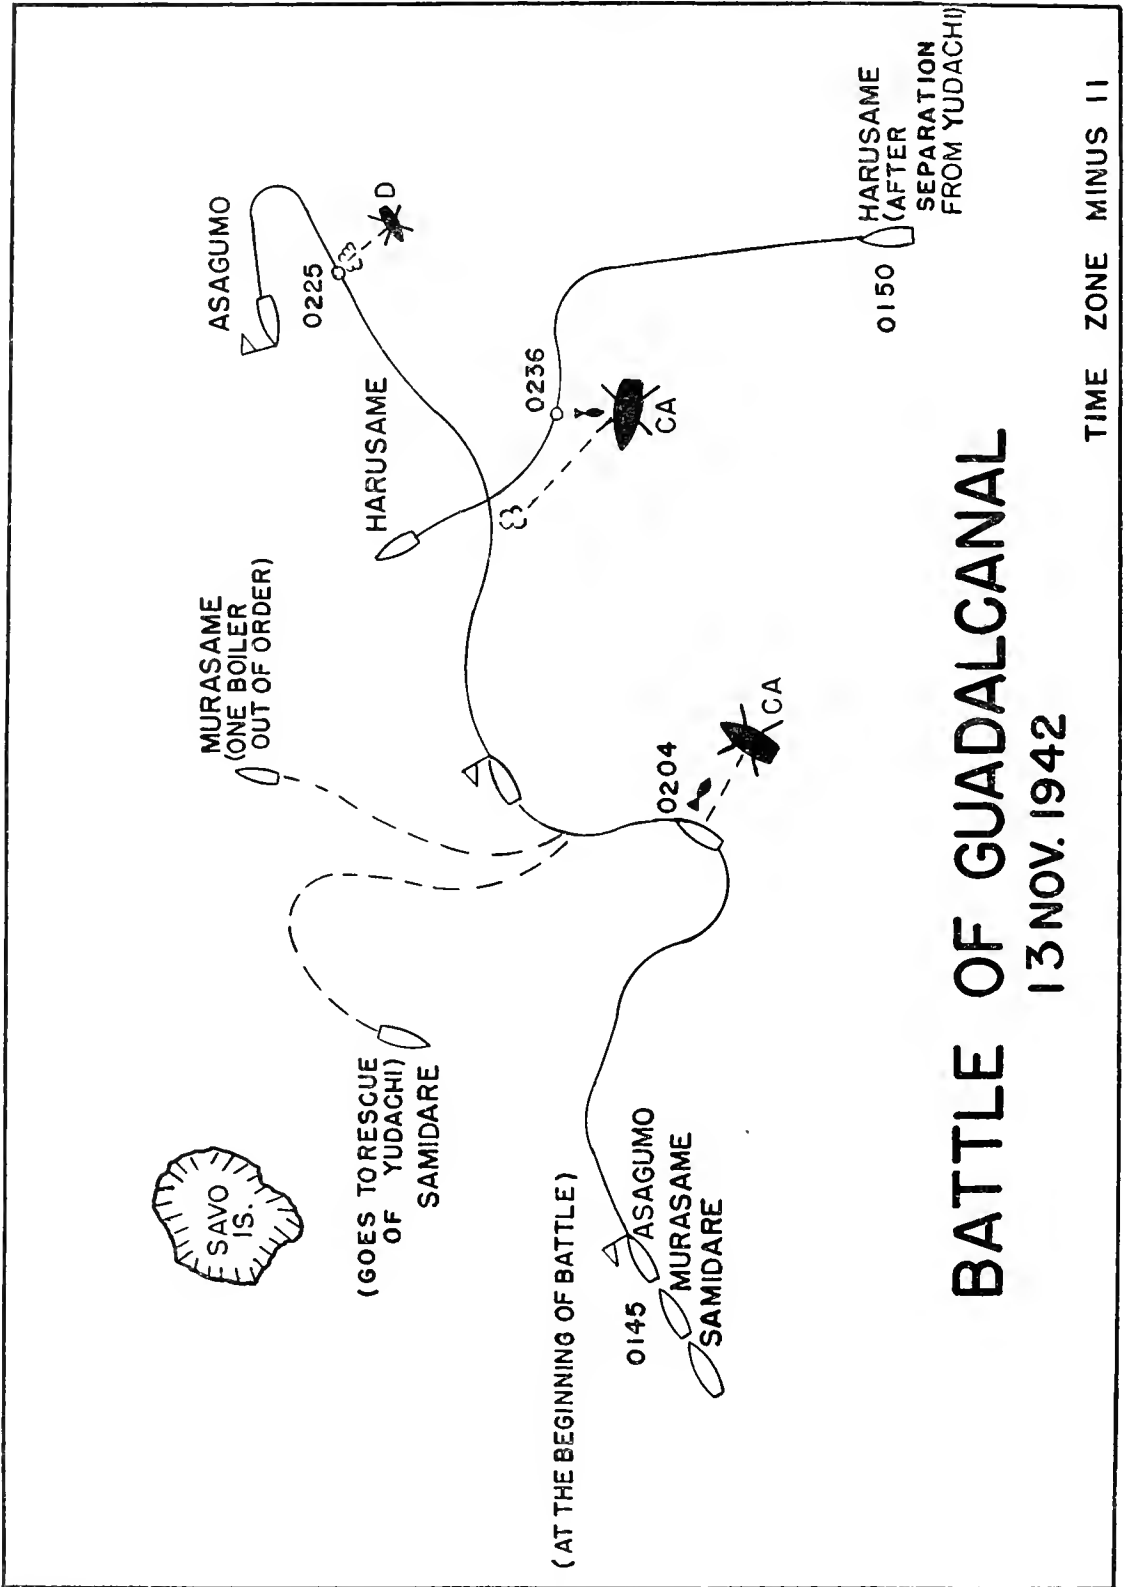 SAVO
IS.
(GOES TO RESCUE
OF YUDACHI)
SAMIDARE
MURASAME
(ONE BOILER
OUT OF ORDER)
ASAGUMO
0225
D
HARUSAME
0236
CA
HARUSAME
(AFTER
SEPARATION
FROM YUDACHI)
0150
0204
CA
(AT THE BEGINNING OF BATTLE)
0145
ASAGUMO
MURASAME
SAMIDARE
BATTLE OF GUADALCANAL
13 NOV. 1942
TIME ZONE MINUS 11